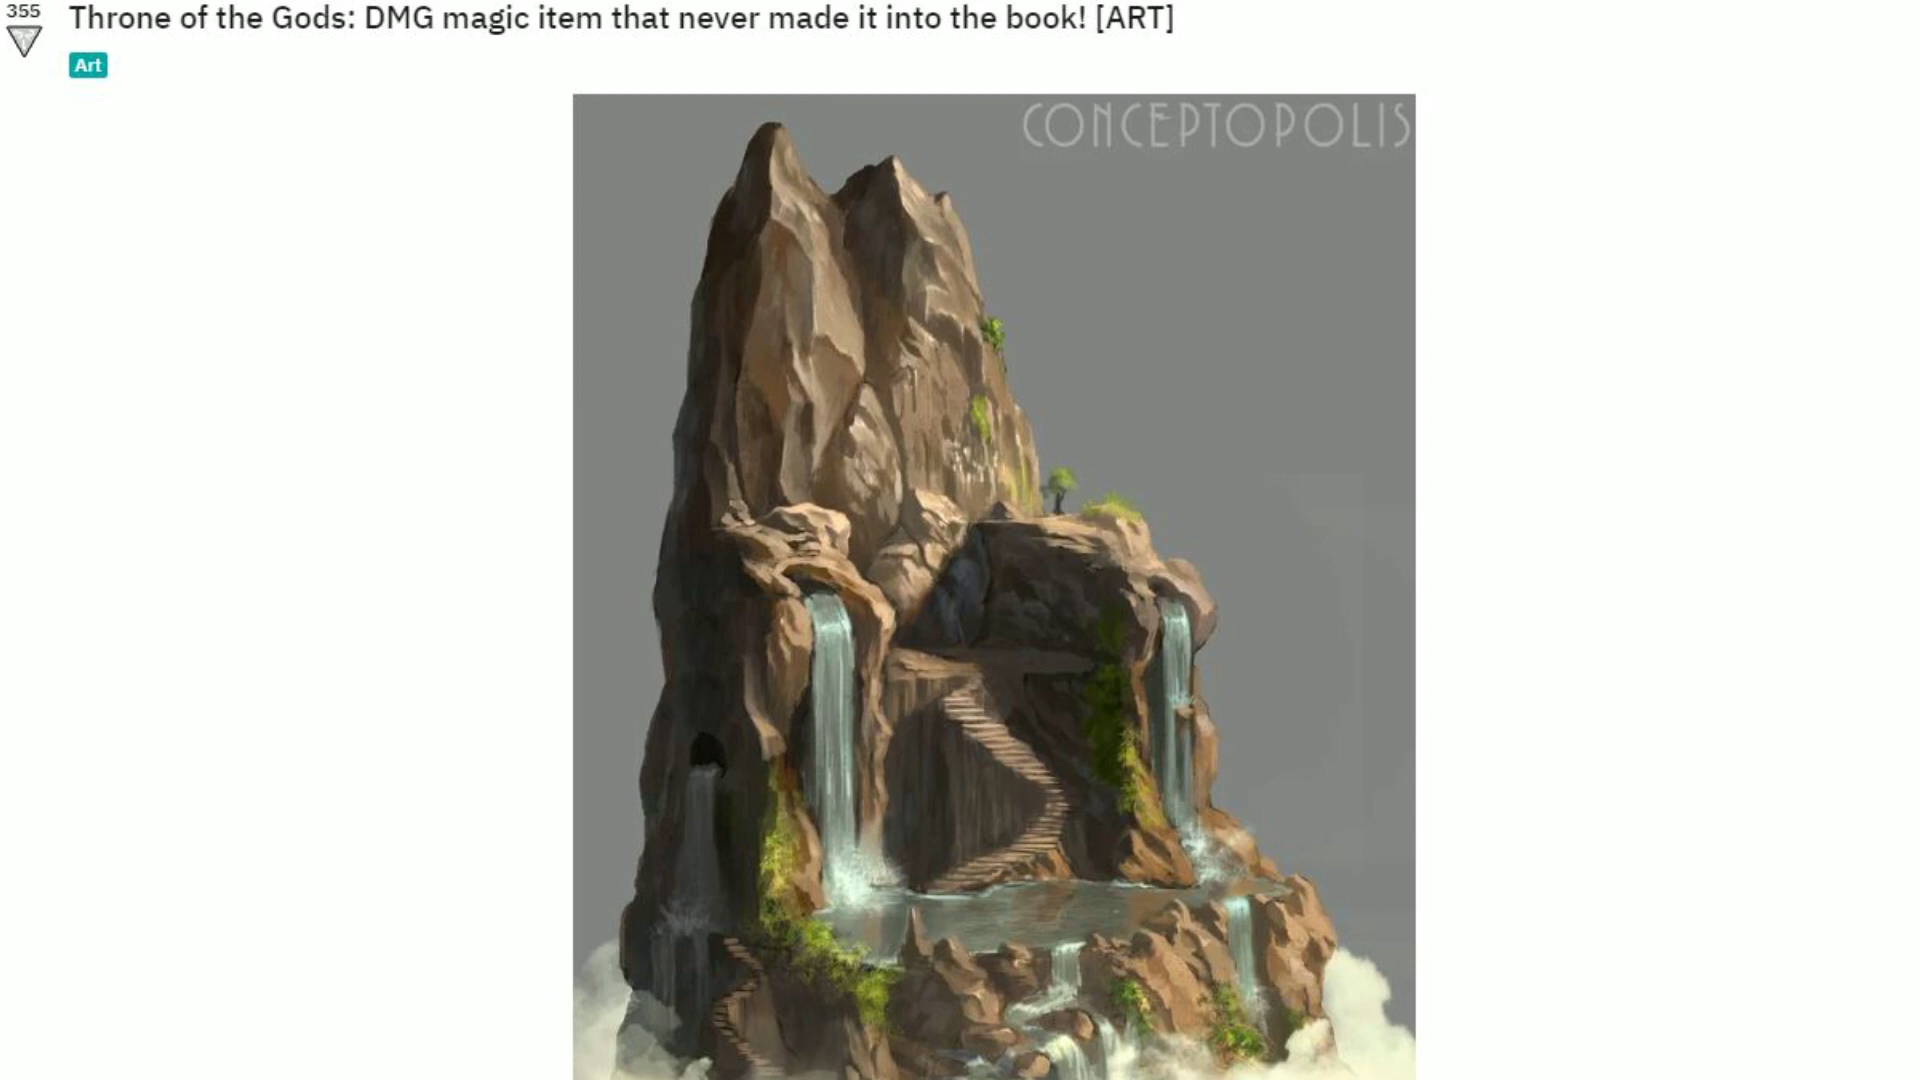 355
Throne of the Gods: DMG magic item that never made it into the book! [ART]
Art
CONCEPTOPOLIS